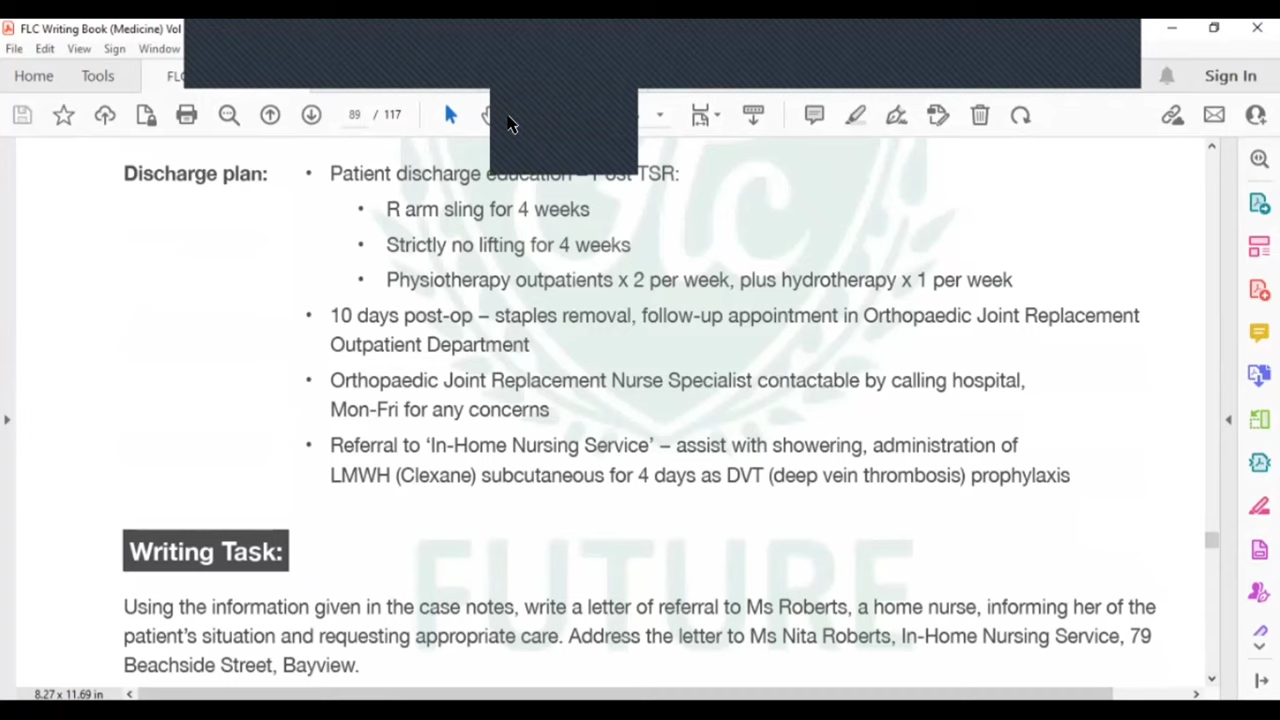 FLC Writing Book (Medicine) Vol
File Edit View Sign Window
Home Tools FLC Sign In
89 / 117
Discharge plan: • Patient discharge education – Post TSR:
• R arm sling for 4 weeks
• Strictly no lifting for 4 weeks
• Physiotherapy outpatients x 2 per week, plus hydrotherapy x 1 per week
• 10 days post-op – staples removal, follow-up appointment in Orthopaedic Joint Replacement
Outpatient Department
• Orthopaedic Joint Replacement Nurse Specialist contactable by calling hospital,
Mon-Fri for any concerns
• Referral to ‘In-Home Nursing Service’ – assist with showering, administration of
LMWH (Clexane) subcutaneous for 4 days as DVT (deep vein thrombosis) prophylaxis
FUTURE
Writing Task:
Using the information given in the case notes, write a letter of referral to Ms Roberts, a home nurse, informing her of the
patient’s situation and requesting appropriate care. Address the letter to Ms Nita Roberts, In-Home Nursing Service, 79
Beachside Street, Bayview.
8.27 x 11.69 in